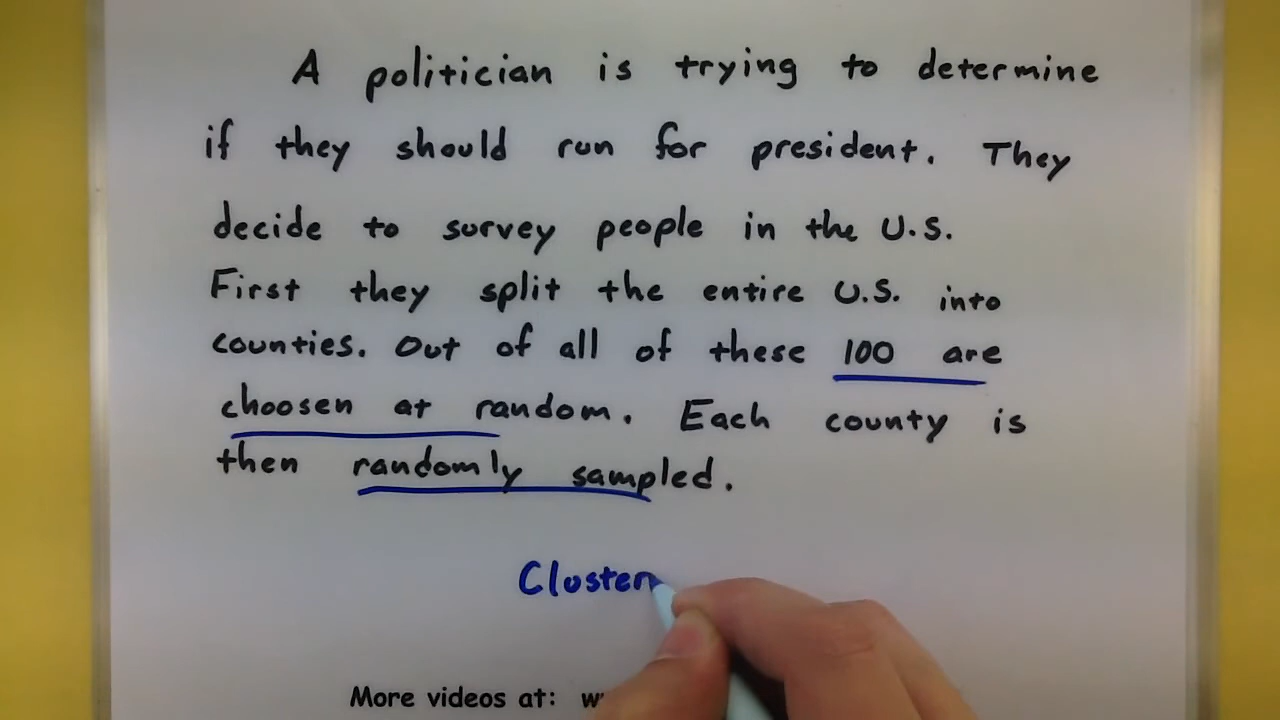 A politician is trying to determine
if they should run for president. They
decide to survey people in the U.S.
First they split the entire U.S. into
counties. Out of all of these 100 are
choosen at random. Each county is
then randomly sampled.
Cluster
More videos at: